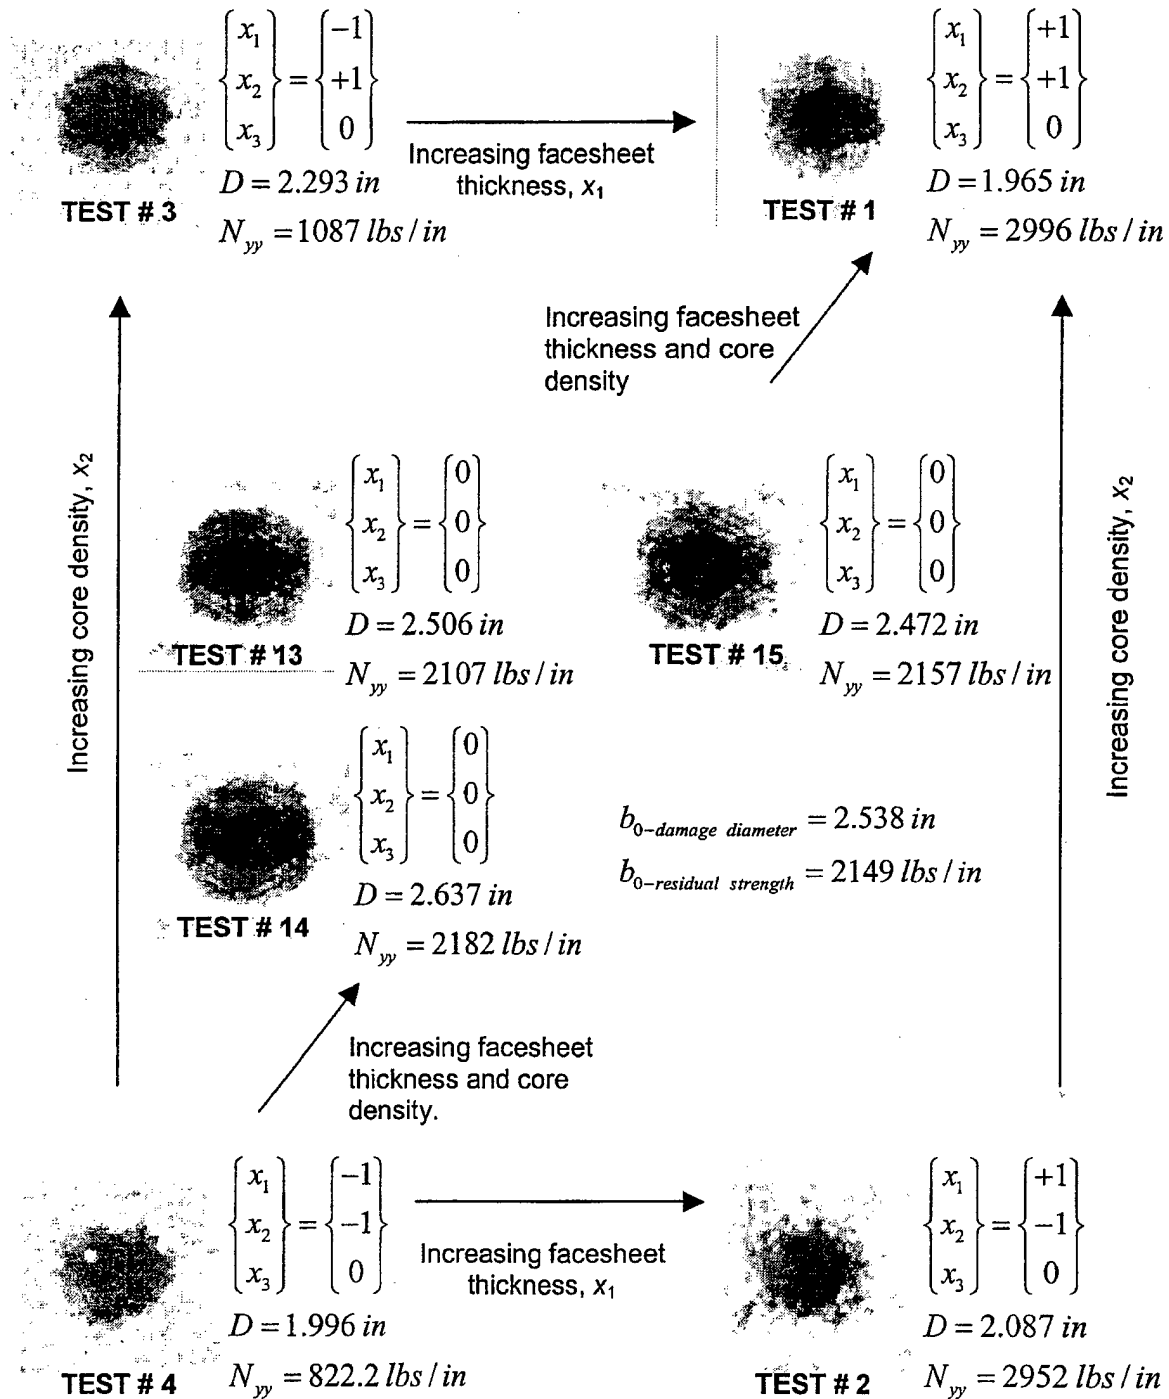 {x1 x2 x3} = {−1 +1 0}
D = 2.293 in
TEST # 3
N_yy = 1087 lbs / in
Increasing facesheet
thickness, x1
{x1 x2 x3} = {+1 +1 0}
D = 1.965 in
TEST # 1
N_yy = 2996 lbs / in
Increasing facesheet
thickness and core
density
Increasing core density, x2
{x1 x2 x3} = {0 0 0}
D = 2.506 in
TEST # 13
N_yy = 2107 lbs / in
{x1 x2 x3} = {0 0 0}
D = 2.472 in
TEST # 15
N_yy = 2157 lbs / in
Increasing core density, x2
{x1 x2 x3} = {0 0 0}
D = 2.637 in
TEST # 14
N_yy = 2182 lbs / in
b0−damage diameter = 2.538 in
b0−residual strength = 2149 lbs / in
Increasing facesheet
thickness and core
density.
{x1 x2 x3} = {−1 −1 0}
D = 1.996 in
TEST # 4
N_yy = 822.2 lbs / in
Increasing facesheet
thickness, x1
{x1 x2 x3} = {+1 −1 0}
D = 2.087 in
TEST # 2
N_yy = 2952 lbs / in